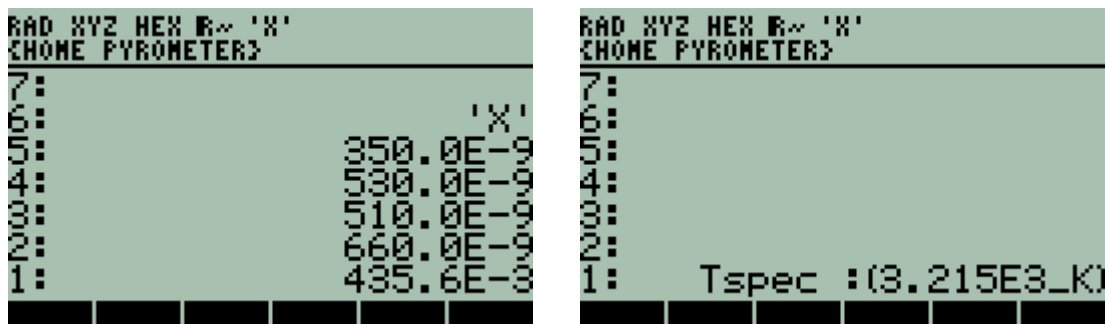 RAD XYZ HEX R~ 'X'
{HOME PYROMETER}
7:
6: 'X'
5: 350.0E-9
4: 530.0E-9
3: 510.0E-9
2: 660.0E-9
1: 435.6E-3
RAD XYZ HEX R~ 'X'
{HOME PYROMETER}
7:
6:
5:
4:
3:
2:
1: Tspec :(3.215E3_K)